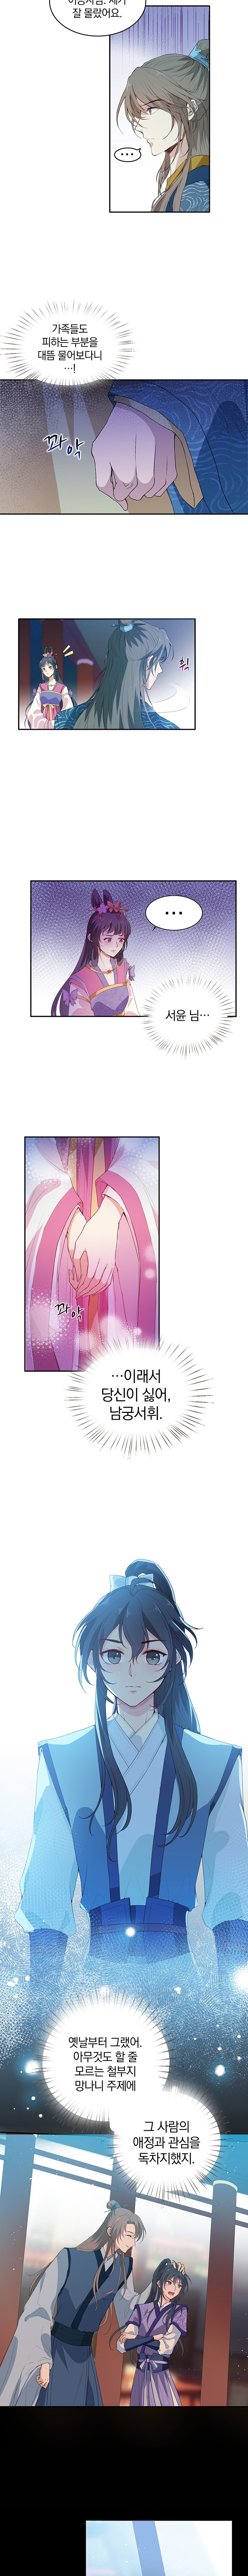 잘 몰랐어요.
…
가족들도
피하는 부분을
대뜸 물어보다니
…!
꽈악
휙
…
서윤 님…
꽈악
…이래서
당신이 싫어,
남궁서휘.
옛날부터 그랬어.
아무것도 할 줄
모르는 철부지
망나니 주제에
그 사람의
애정과 관심을
독차지했지.